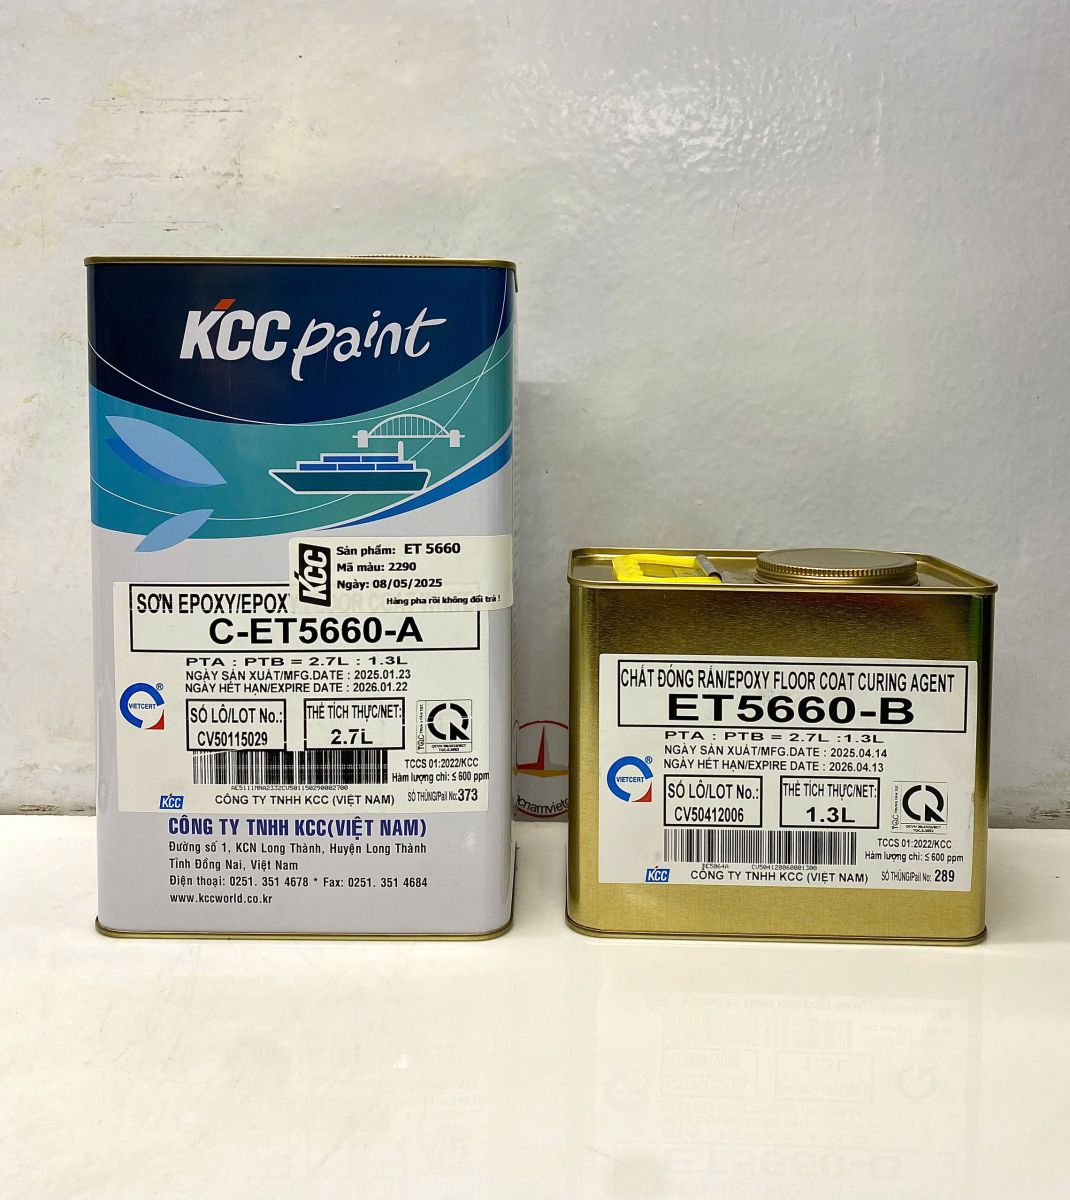 KCC paint
KCC
Sản phẩm: ET 5660
Mã màu: 2290
Ngày: 08/05/2025
Hàng pha rồi không đổi trả !
SƠN EPOXY/EPOX
C-ET5660-A
PTA : PTB = 2.7L : 1.3L
NGÀY SẢN XUẤT/MFG.DATE : 2025.01.23
NGÀY HẾT HẠN/EXPIRE DATE : 2026.01.22
VIETCERT
SỐ LÔ/LOT No.:
CV50115029
THỂ TÍCH THỰC/NET:
2.7L
TCCS 01:2022/KCC
Hàm lượng chì: ≤ 600 ppm
SỐ THÙNG/Pail No: 373
KCC
CÔNG TY TNHH KCC (VIỆT NAM)
CÔNG TY TNHH KCC(VIỆT NAM)
Đường số 1, KCN Long Thành, Huyện Long Thành
Tỉnh Đồng Nai, Việt Nam
Điện thoại: 0251. 351 4678 * Fax: 0251. 351 4684
www.kccworld.co.kr
CHẤT ĐÓNG RẮN/EPOXY FLOOR COAT CURING AGENT
ET5660-B
PTA : PTB = 2.7L :1.3L
NGÀY SẢN XUẤT/MFG.DATE : 2025.04.14
NGÀY HẾT HẠN/EXPIRE DATE : 2026.04.13
VIETCERT
SỐ LÔ/LOT No.:
CV50412006
THỂ TÍCH THỰC/NET:
1.3L
TCCS 01:2022/KCC
Hàm lượng chì: ≤ 600 ppm
SỐ THÙNG/Pail No: 289
KCC
CÔNG TY TNHH KCC (VIỆT NAM)